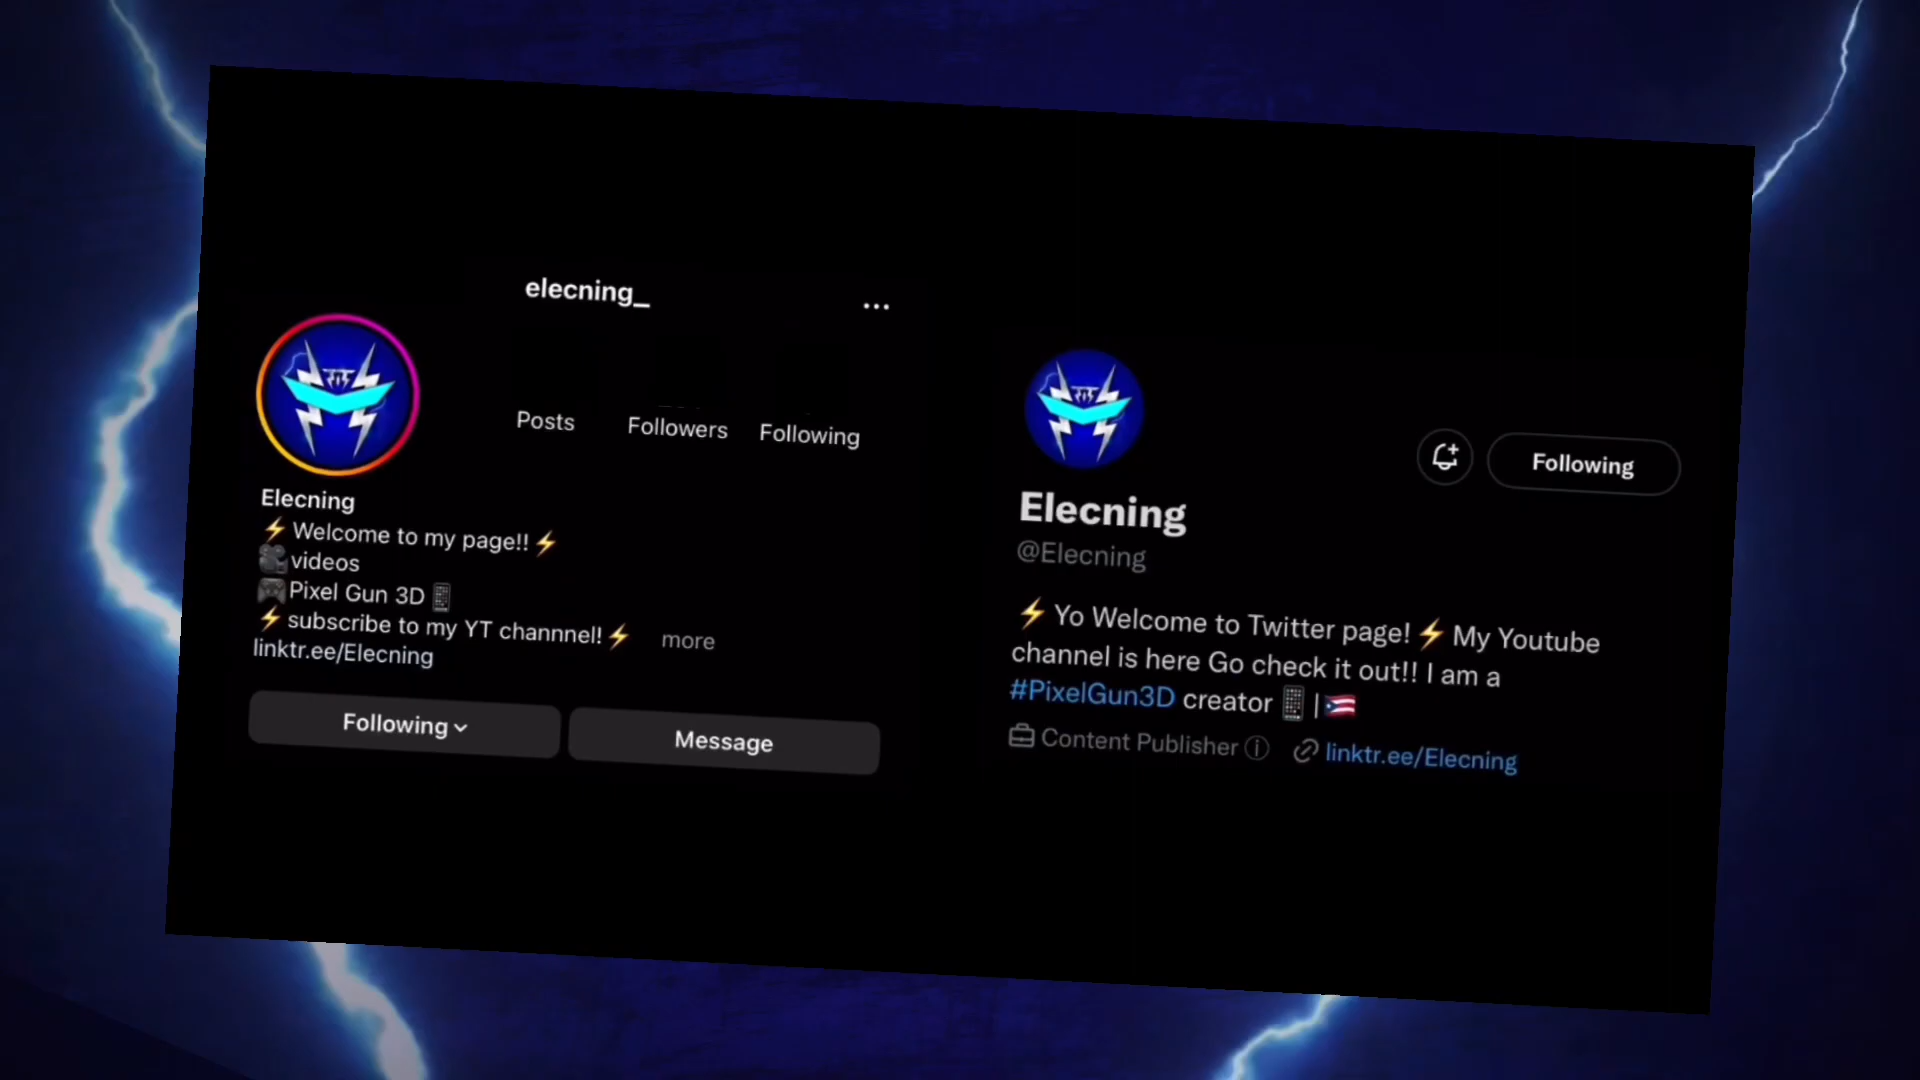 elecning_
...
Posts Followers Following
Elecning
⚡Welcome to my page!!⚡
🎥videos
🎮Pixel Gun 3D📱
⚡subscribe to my YT channnel!⚡ more
linktr.ee/Elecning
Following
Message
Following
Elecning
@Elecning
⚡Yo Welcome to Twitter page!⚡My Youtube
channel is here Go check it out!! I am a
#PixelGun3D creator📱|🇵🇷
Content Publisher
linktr.ee/Elecning